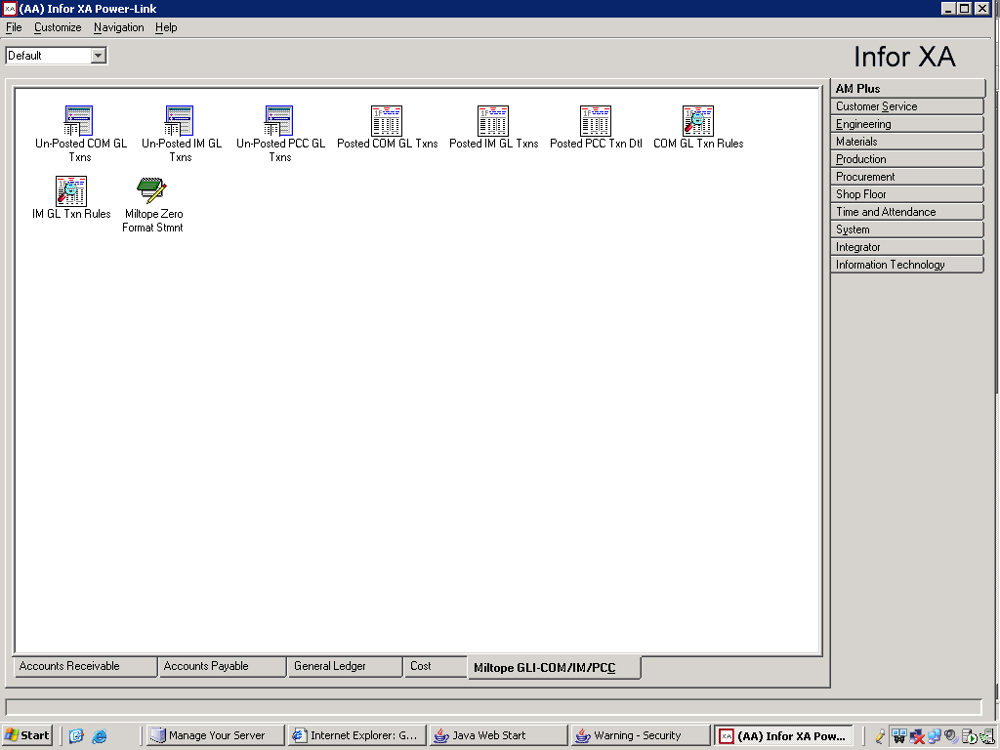 (AA) Infor XA Power-Link
File Customize Navigation Help
Default
Infor XA
Un-Posted COM GL Txns
Un-Posted IM GL Txns
Un-Posted PCC GL Txns
Posted COM GL Txns
Posted IM GL Txns
Posted PCC Txn Dtl
COM GL Txn Rules
IM GL Txn Rules
Miltope Zero Format Stmnt
AM Plus
Customer Service
Engineering
Materials
Production
Procurement
Shop Floor
Time and Attendance
System
Integrator
Information Technology
Accounts Receivable Accounts Payable General Ledger Cost Miltope GLI-COM/IM/PCC
Start Manage Your Server Internet Explorer: G... Java Web Start Warning - Security (AA) Infor XA Pow...